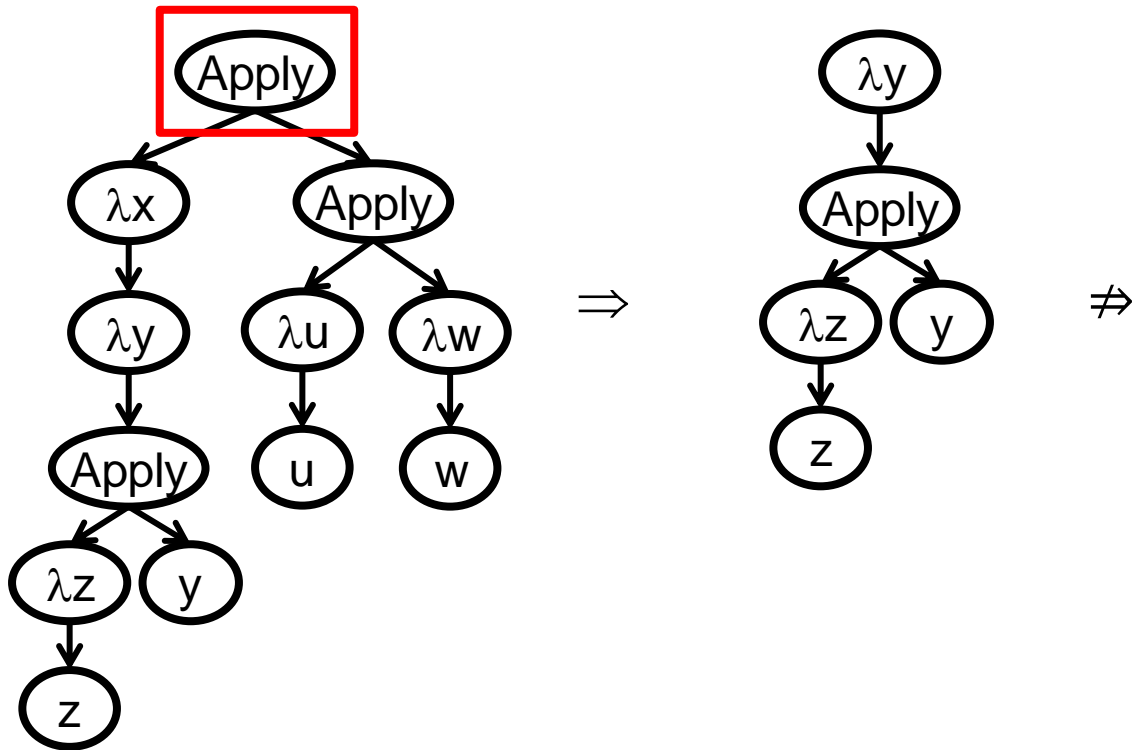 Apply λy
λx Apply Apply
λy λu λw ⇒ λz y ⇏
Apply u w z
λz y
z